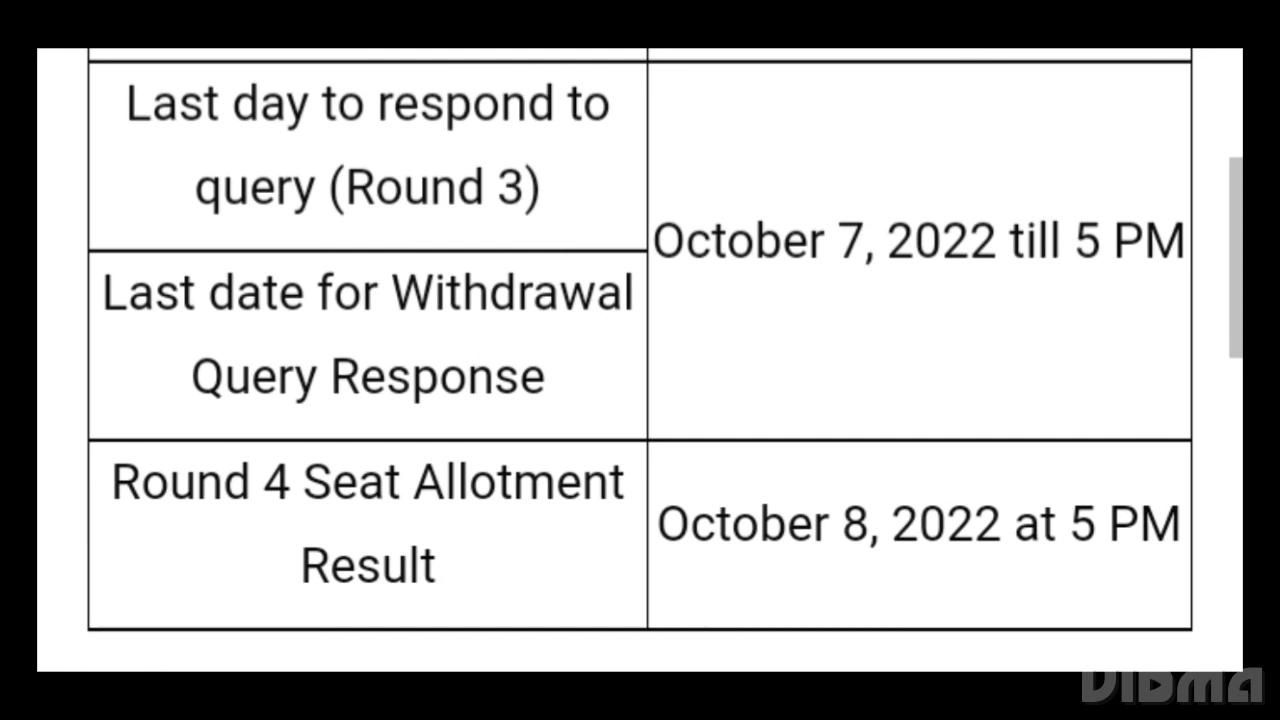 Last day to respond to
query (Round 3)
October 7, 2022 till 5 PM
Last date for Withdrawal
Query Response
Round 4 Seat Allotment
Result
October 8, 2022 at 5 PM